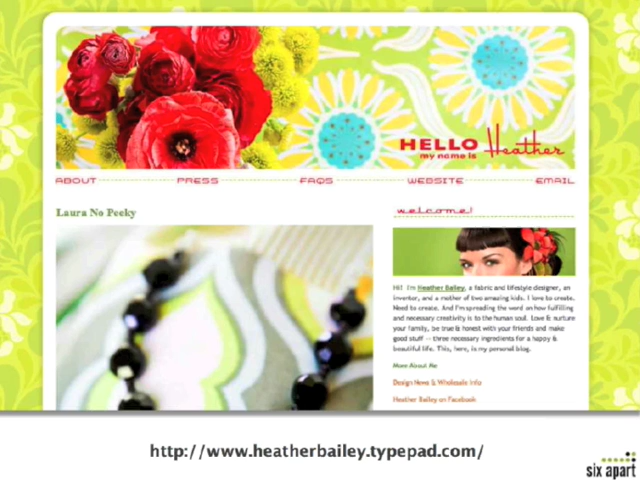 HELLO Heather
my name is
ABOUT PRESS FAQS WEBSITE EMAIL
Laura No Peeky
welcome!
Hi! I'm Heather Bailey, a fabric and lifestyle designer, an
inventor, and a mother of two amazing kids. I love to create.
Need to create. And I'm spreading the word on how fulfilling
and necessary creativity is to the human soul. Love & nurture
your family, be true & honest with your friends and make
good stuff -- three necessary ingredients for a happy &
beautiful life. This, here, is my personal blog.
More About Me
Design News & Wholesale Info
Heather Bailey on Facebook
http://www.heatherbailey.typepad.com/
six apart